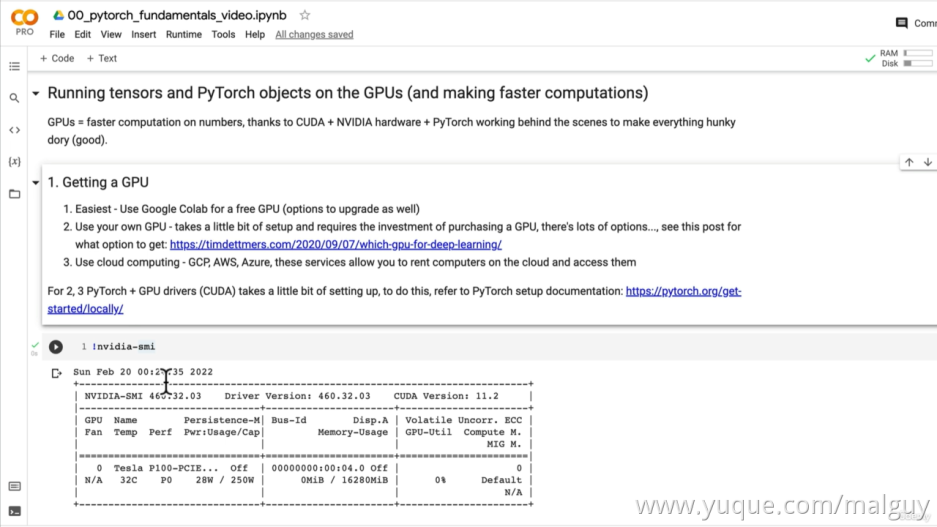 00_pytorch_fundamentals_video.ipynb
PRO
File Edit View Insert Runtime Tools Help All changes saved
+ Code + Text
RAM
Disk
Running tensors and PyTorch objects on the GPUs (and making faster computations)
GPUs = faster computation on numbers, thanks to CUDA + NVIDIA hardware + PyTorch working behind the scenes to make everything hunky
dory (good).
1. Getting a GPU
1. Easiest - Use Google Colab for a free GPU (options to upgrade as well)
2. Use your own GPU - takes a little bit of setup and requires the investment of purchasing a GPU, there's lots of options..., see this post for
what option to get: https://timdettmers.com/2020/09/07/which-gpu-for-deep-learning/
3. Use cloud computing - GCP, AWS, Azure, these services allow you to rent computers on the cloud and access them
For 2, 3 PyTorch + GPU drivers (CUDA) takes a little bit of setting up, to do this, refer to PyTorch setup documentation: https://pytorch.org/get-
started/locally/
0s
1 !nvidia-smi
Sun Feb 20 2022
NVIDIA-SMI 460.32.03 Driver Version: 460.32.03 CUDA Version: 11.2
GPU Name Persistence-M| Bus-Id Disp.A | Volatile Uncorr. ECC
Fan Temp Perf Pwr:Usage/Cap| Memory-Usage | GPU-Util Compute M.
MIG M.
0 Tesla P100-PCIE... Off | 00000000:00:04.0 Off | 0
N/A 32C P0 28W / 250W | 0MiB / 16280MiB | 0% Default
N/A
www.yuque.com/malguy